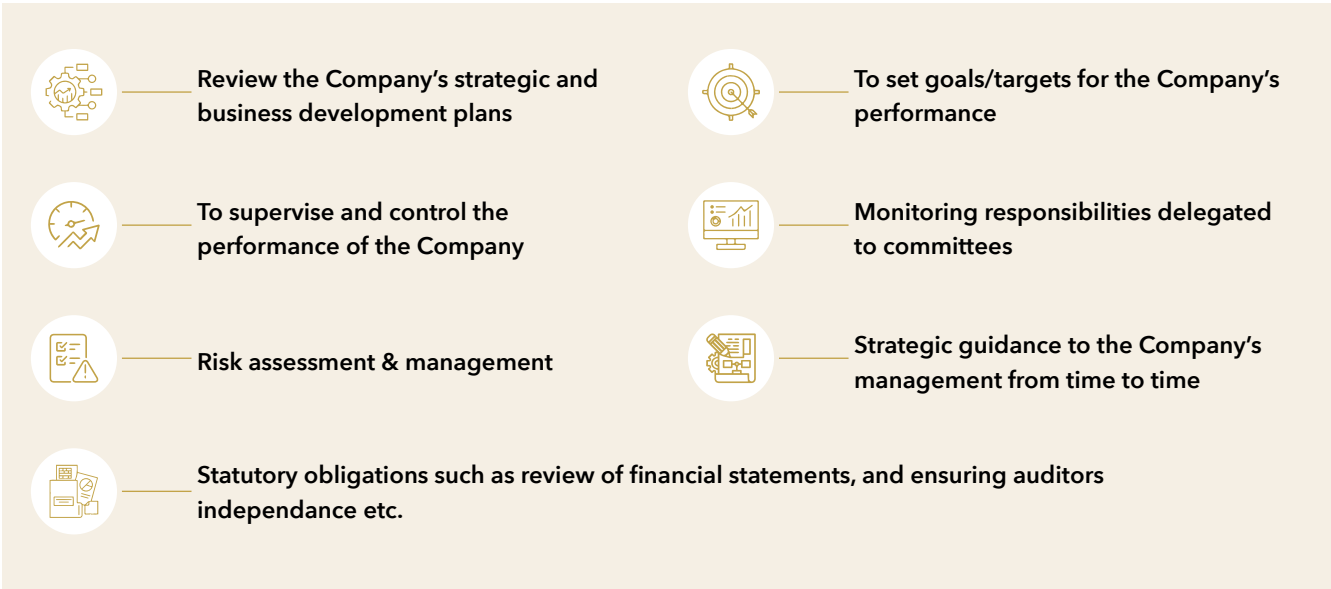 Review the Company's strategic and
business development plans
To set goals/targets for the Company's
performance
To supervise and control the
performance of the Company
Monitoring responsibilities delegated
to committees
Risk assessment & management
Strategic guidance to the Company's
management from time to time
Statutory obligations such as review of financial statements, and ensuring auditors
independance etc.